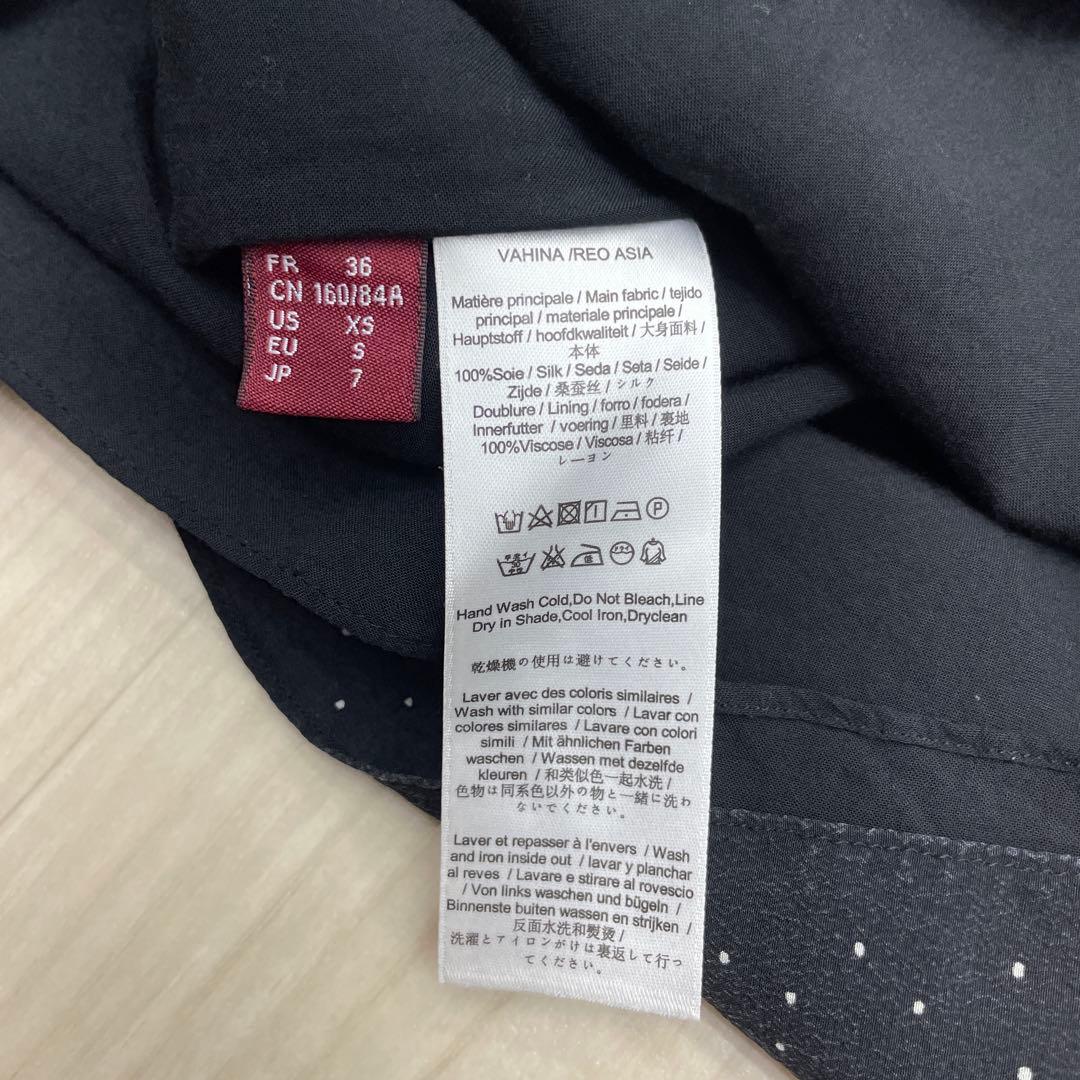 FR 36
CN 160/84A
US XS
EU S
JP 7
VAHINA /REO ASIA
Matière principale / Main fabric / tejido
principal / materiale principale /
Hauptstoff / hoofdkwaliteit / 大身面料 /
本体
100%Soie / Silk / Seda / Seta / Seide /
Zijde / 桑蚕丝 / シルク
Doublure / Lining / forro / fodera /
Innerfutter / voering / 里料 / 裏地
100%Viscose / Viscosa / 粘纤 /
レーヨン
P
低
ドライ
Hand Wash Cold,Do Not Bleach,Line
Dry in Shade,Cool Iron,Dryclean
乾燥機の使用は避けてください。
Laver avec des coloris similaires /
Wash with similar colors / Lavar con
colores similares / Lavare con colori
simili / Mit ähnlichen Farben
waschen / Wassen met dezelfde
kleuren / 和类似色一起水洗 /
色物は同系色以外の物と一緒に洗わ
ないでください。
Laver et repasser à l'envers / Wash
and iron inside out / lavar y planchar
al reves / Lavare e stirare al rovescio
/ Von links waschen und bügeln /
Binnenste buiten wassen en strijken /
反面水洗和熨烫 /
洗濯とアイロンがけは裏返して行っ
てください。